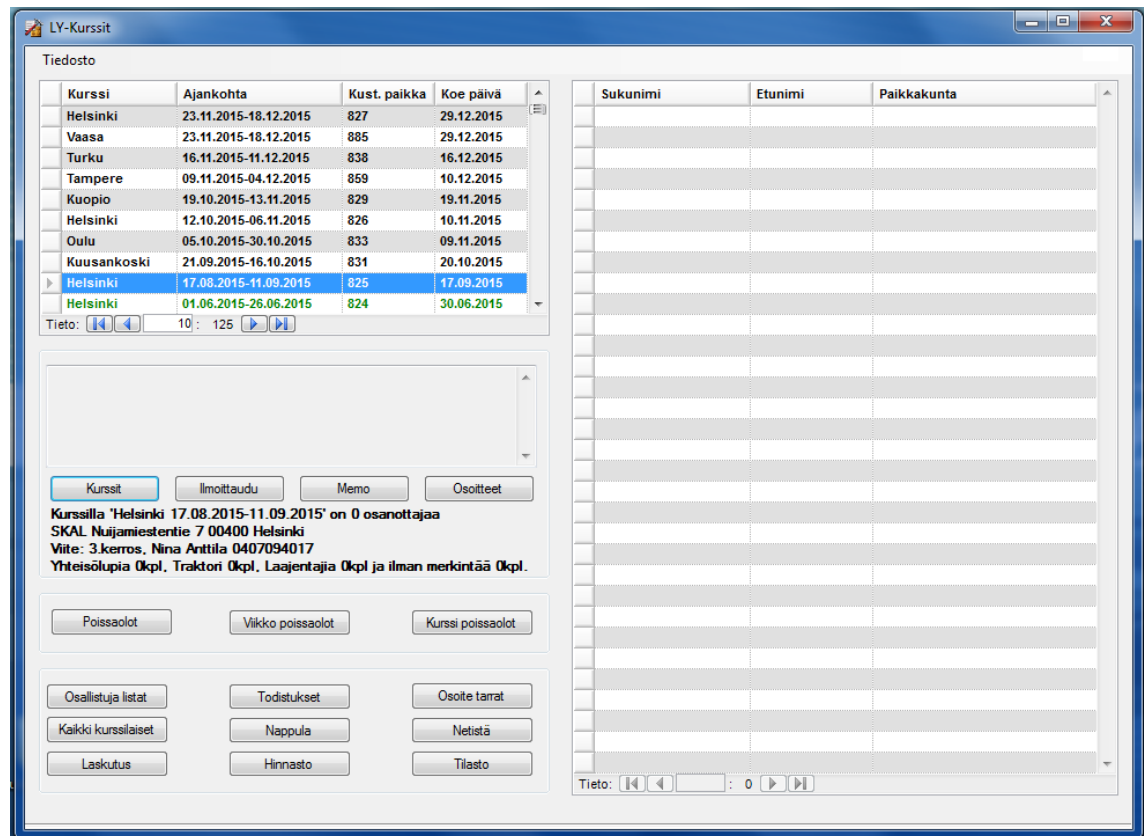 LY-Kurssit
Tiedosto
Kurssi Ajankohta Kust. paikka Koe päivä
Helsinki 23.11.2015-18.12.2015 827 29.12.2015
Vaasa 23.11.2015-18.12.2015 885 29.12.2015
Turku 16.11.2015-11.12.2015 838 16.12.2015
Tampere 09.11.2015-04.12.2015 859 10.12.2015
Kuopio 19.10.2015-13.11.2015 829 19.11.2015
Helsinki 12.10.2015-06.11.2015 826 10.11.2015
Oulu 05.10.2015-30.10.2015 833 09.11.2015
Kuusankoski 21.09.2015-16.10.2015 831 20.10.2015
Helsinki 17.08.2015-11.09.2015 825 17.09.2015
Helsinki 01.06.2015-26.06.2015 824 30.06.2015
Tieto: 10 : 125
Kurssit Ilmoittaudu Memo Osoitteet
Kurssilla 'Helsinki 17.08.2015-11.09.2015' on 0 osanottajaa
SKAL Nuijamiestentie 7 00400 Helsinki
Viite: 3.kerros, Nina Anttila 0407094017
Yhteisölupia 0kpl, Traktori 0kpl, Laajentajia 0kpl ja ilman merkintää 0kpl.
Poissaolot Viikko poissaolot Kurssi poissaolot
Osallistuja listat Todistukset Osoite tarrat
Kaikki kurssilaiset Nappula Netistä
Laskutus Hinnasto Tilasto
Sukunimi Etunimi Paikkakunta
Tieto: : 0